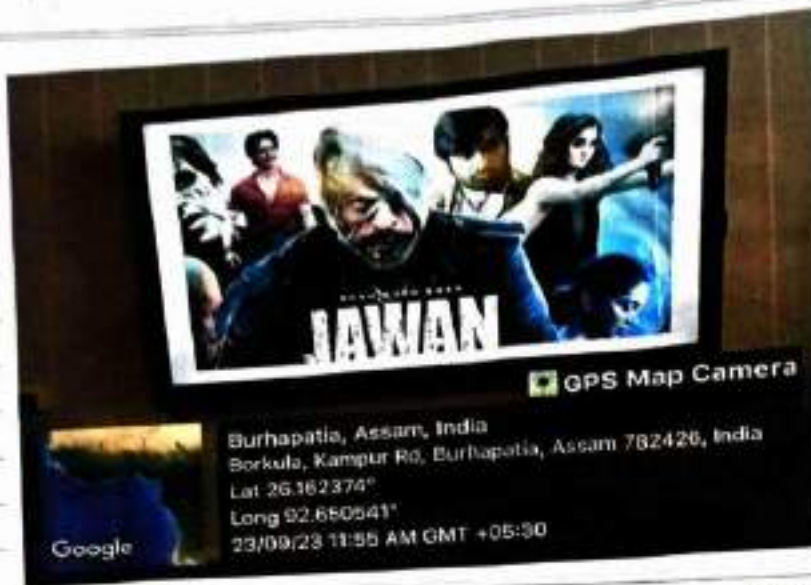 JAWAN
GPS Map Camera
Burhapatia, Assam, India
Borkula, Kampur Rd, Burhapatia, Assam 782426, India
Lat 26.162374°
Long 92.650541°
23/09/23 11:55 AM GMT +05:30
Google